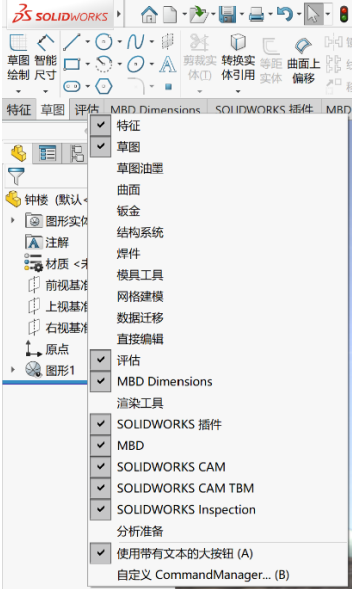 SOLIDWORKS
草图 智能 剪裁实 转换实 等距 曲面上
绘制 尺寸 体(T) 体引用 实体 偏移
特征 草图 评估 MBD Dimensions SOLIDWORKS 插件 MBD
特征
草图
草图油墨
曲面
钣金
结构系统
焊件
模具工具
网格建模
数据迁移
直接编辑
评估
MBD Dimensions
渲染工具
SOLIDWORKS 插件
MBD
SOLIDWORKS CAM
SOLIDWORKS CAM TBM
SOLIDWORKS Inspection
分析准备
使用带有文本的大按钮 (A)
自定义 CommandManager... (B)
钟楼 (默认<
图形实体
注解
材质 <未
前视基准
上视基准
右视基准
原点
图形1